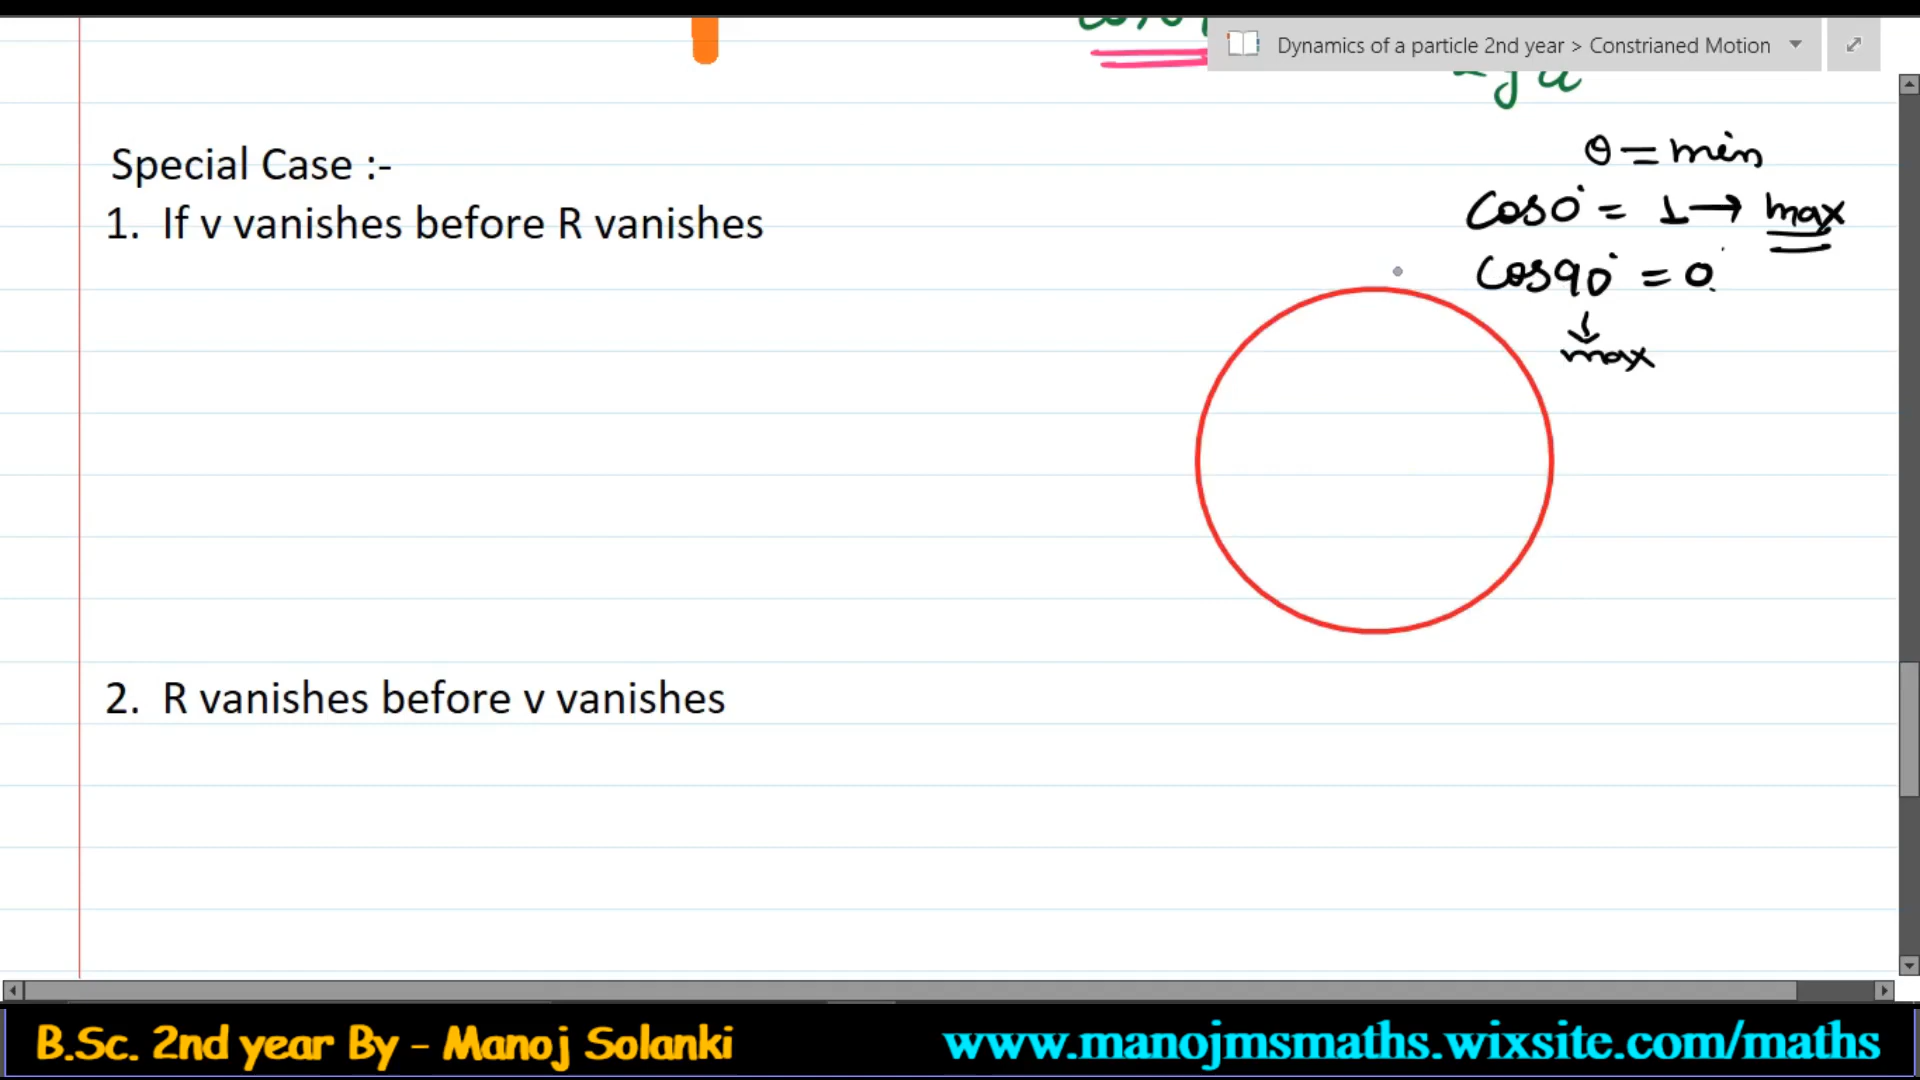 Dynamics of a particle 2nd year > Constrianed Motion
Special Case :-
1. If v vanishes before R vanishes
θ = min
Cos0° = 1 → max
Cos90° = 0
↓
max
2. R vanishes before v vanishes
B.Sc. 2nd year By - Manoj Solanki
www.manojmsmaths.wixsite.com/maths